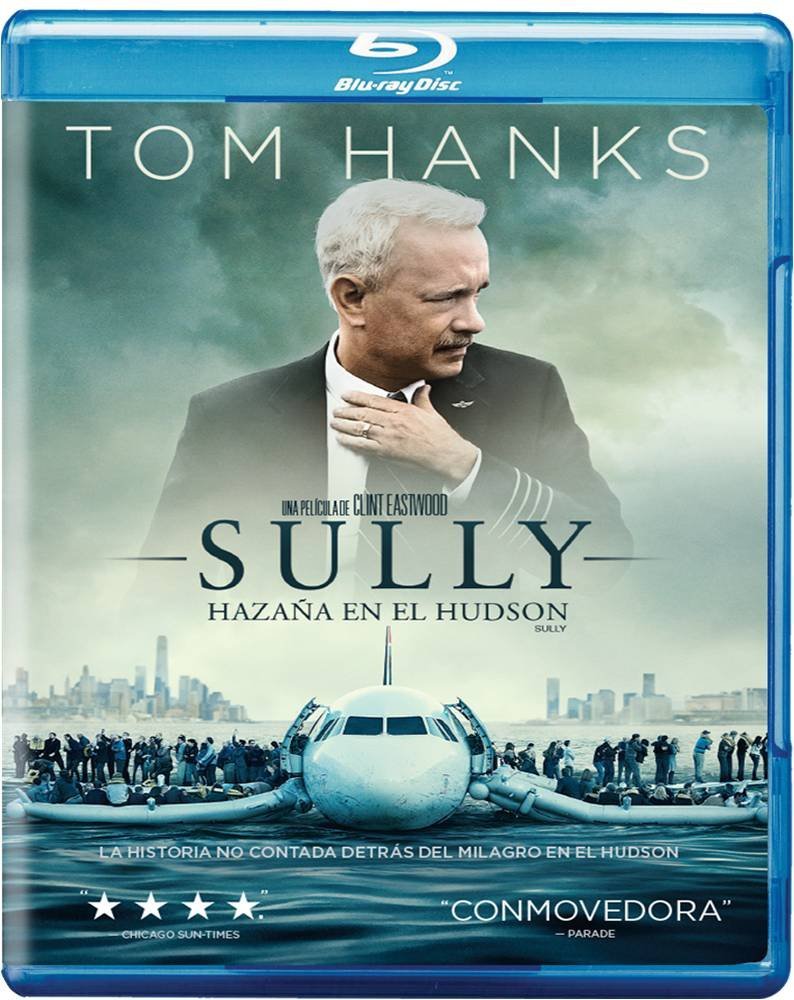 Blu-ray Disc™
TOM HANKS
UNA PELÍCULA DE CLINT EASTWOOD
SULLY
HAZAÑA EN EL HUDSON
SULLY
LA HISTORIA NO CONTADA DETRÁS DEL MILAGRO EN EL HUDSON
“★★★★.”
— CHICAGO SUN-TIMES
“CONMOVEDORA”
— PARADE